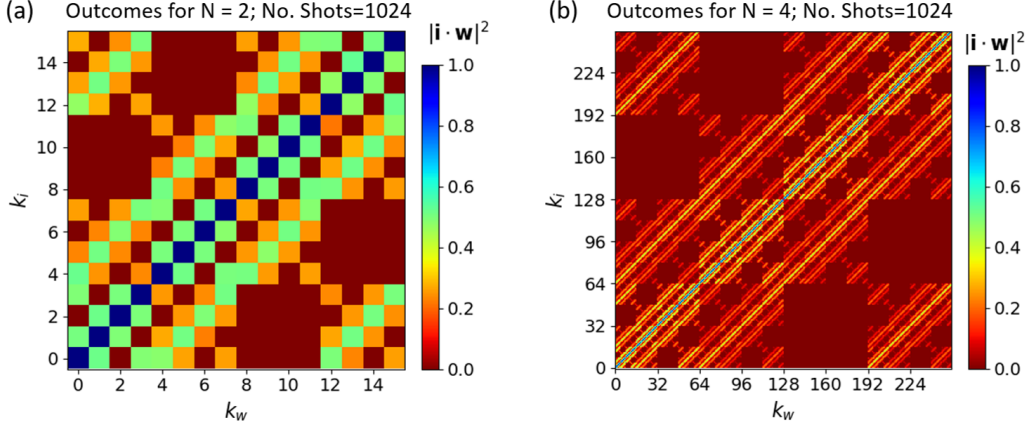 (a) Outcomes for N = 2; No. Shots=1024
|i · w|²
14
12
10
8
6
4
2
0
kᵢ
0 2 4 6 8 10 12 14
k_w
1.0
0.8
0.6
0.4
0.2
0.0
(b) Outcomes for N = 4; No. Shots=1024
|i · w|²
224
192
160
128
96
64
32
0
kᵢ
0 32 64 96 128 160 192 224
k_w
1.0
0.8
0.6
0.4
0.2
0.0